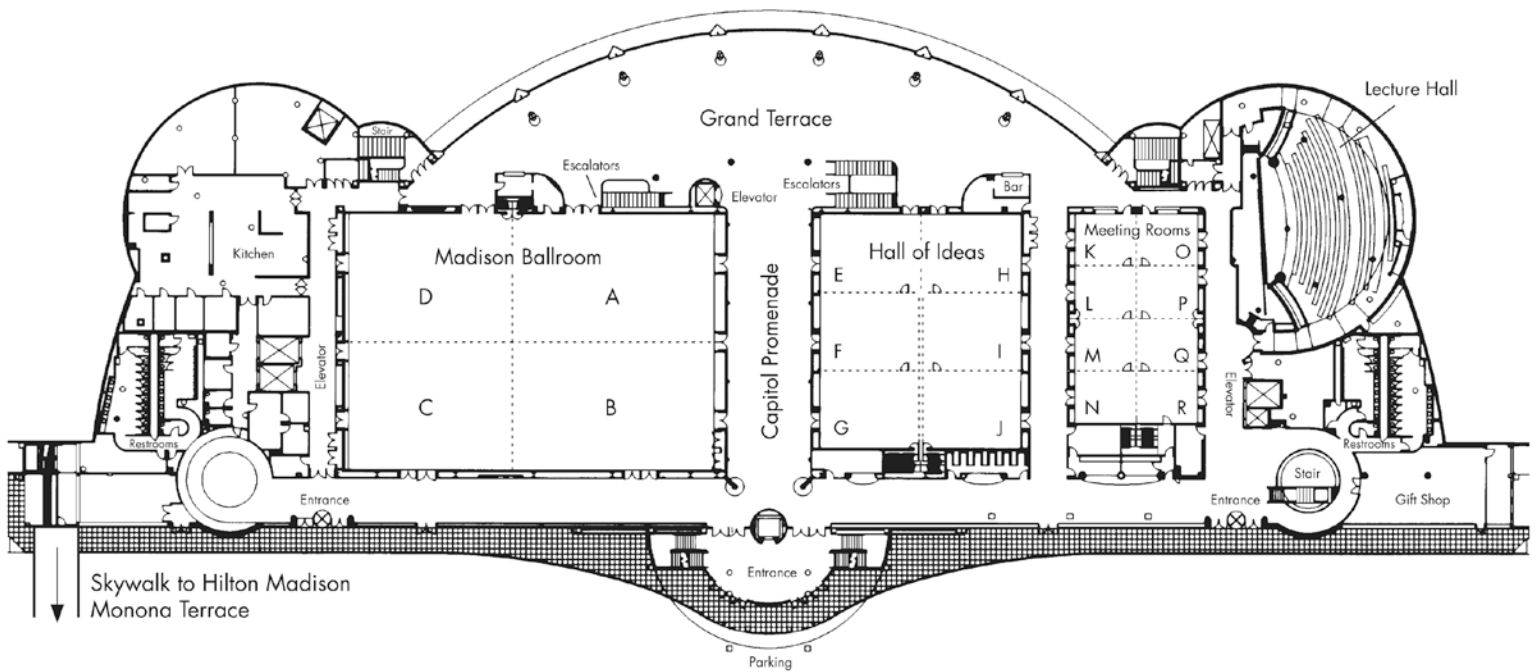 Lecture Hall
Grand Terrace
Stair
Escalators
Elevator
Escalators
Bar
Kitchen
Madison Ballroom
D
A
C
B
Elevator
Capitol Promenade
Hall of Ideas
E
H
F
I
G
J
Meeting Rooms
K
O
L
P
M
Q
N
R
Elevator
Restrooms
Restrooms
Stair
Gift Shop
Entrance
Entrance
Entrance
Skywalk to Hilton Madison
Monona Terrace
Parking